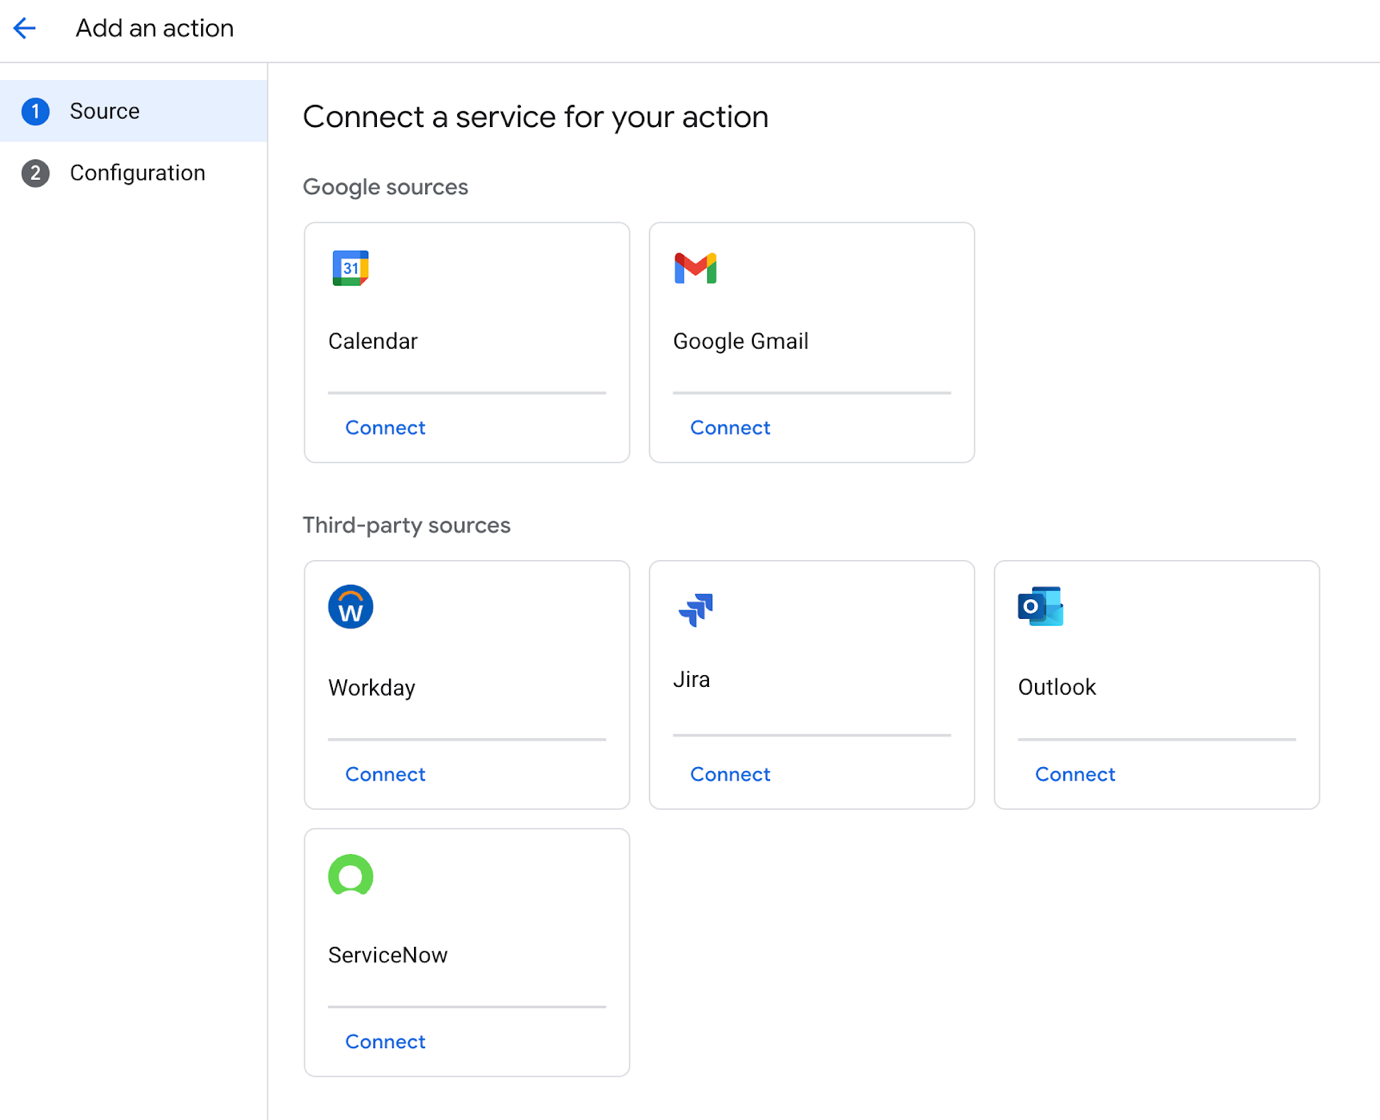 Add an action
1 Source
2 Configuration
Connect a service for your action
Google sources
31
Calendar
Connect
Google Gmail
Connect
Third-party sources
W
Workday
Connect
Jira
Connect
O
Outlook
Connect
ServiceNow
Connect